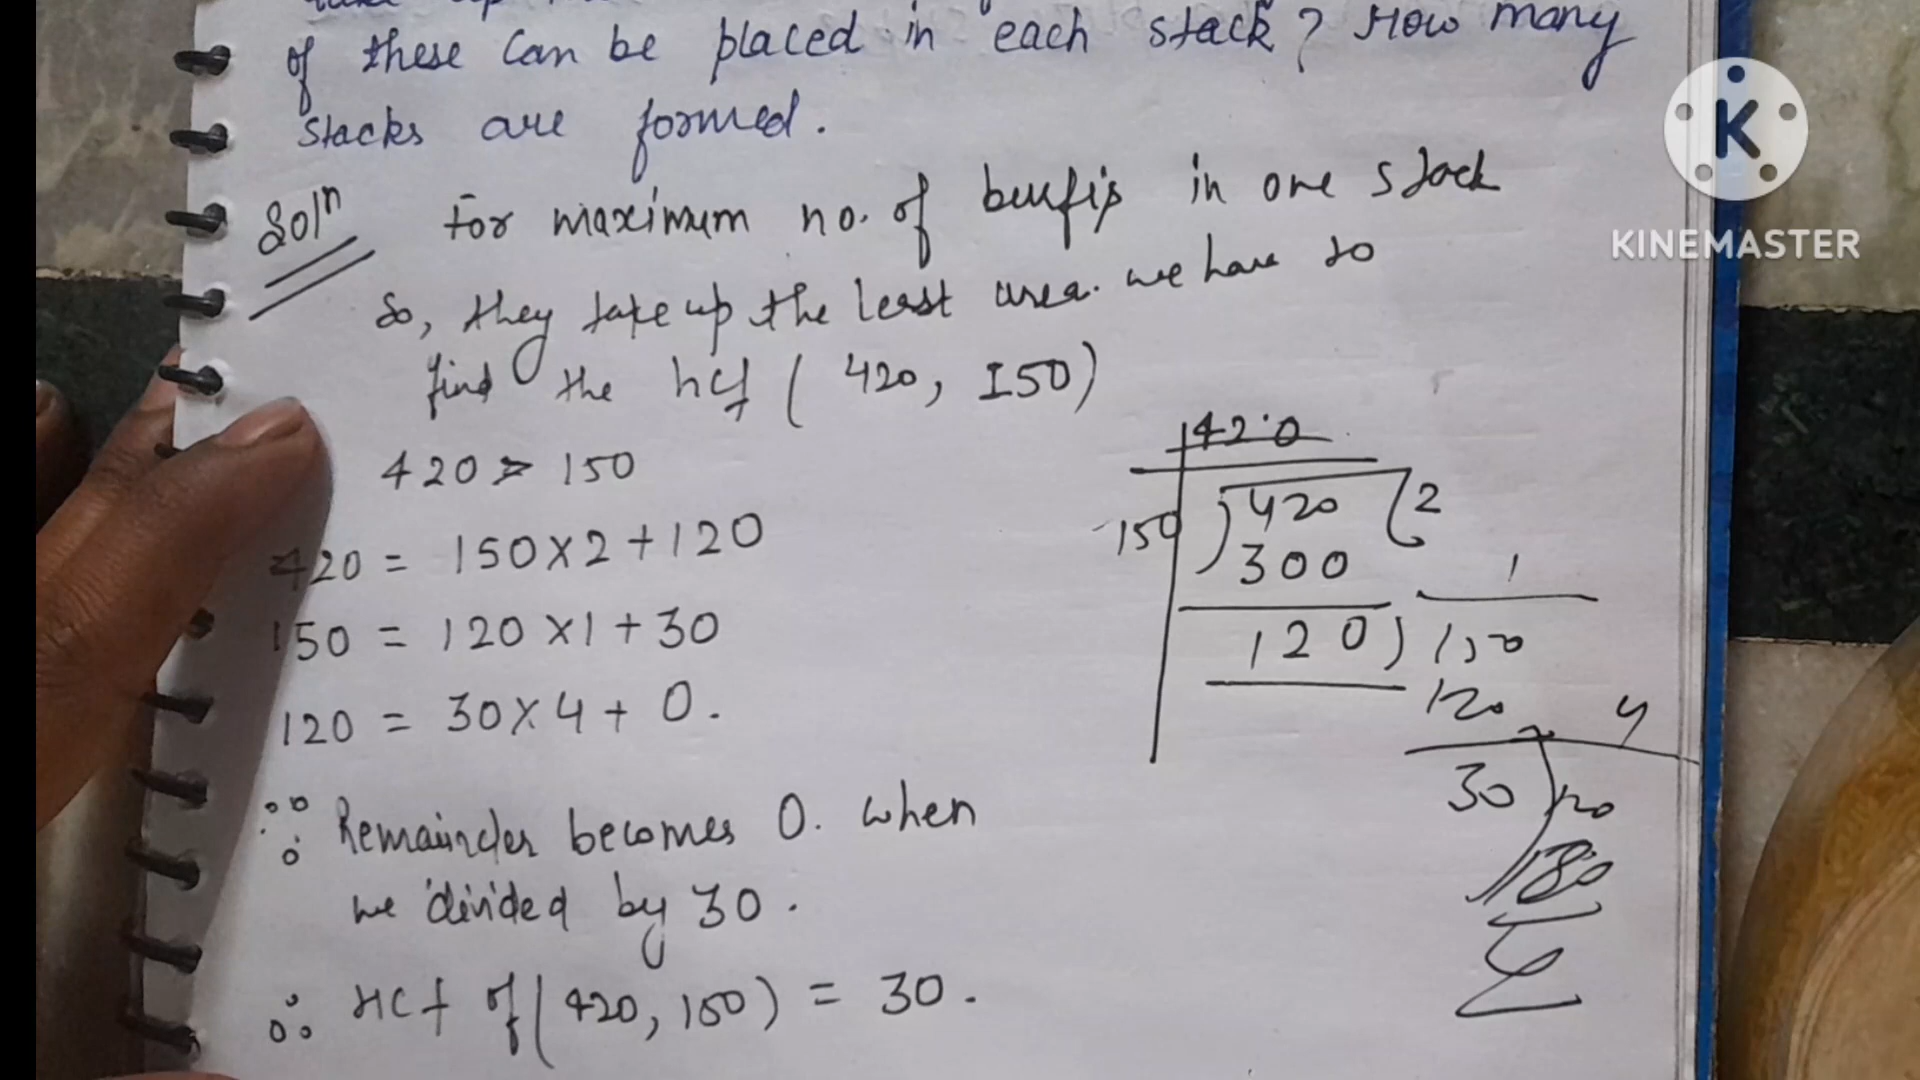 take up the
of these can be placed in each stack? How many
stacks are formed.
Soln For maximum no. of burfis in one stack
So, they take up the least area. we have to
find the hcf (420, 150)
420 > 150
420 = 150 X 2 + 120
150 = 120 X 1 + 30
120 = 30 X 4 + 0.
∵ Remainder becomes 0. when
we divided by 30.
∴ HCf of (420, 150) = 30.
420
150 ) 420 ( 2
300
1
120 ) 150
120
4
30 ) 120
K
KINEMASTER